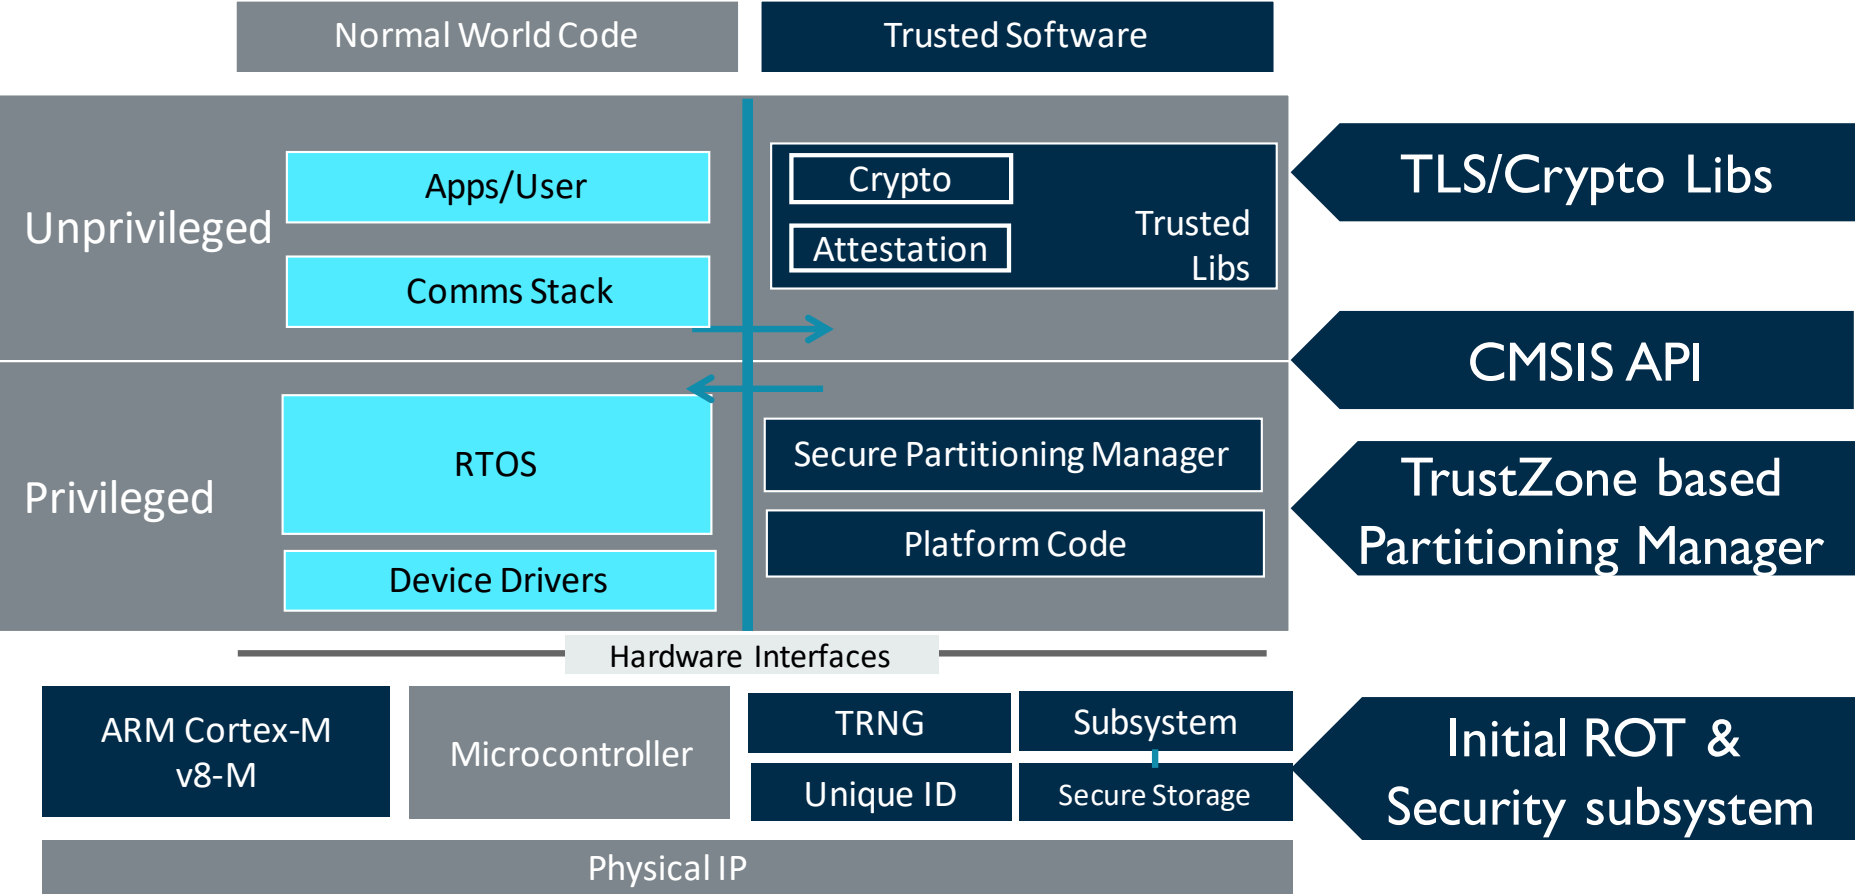 Normal World Code
Trusted Software
Unprivileged
Apps/User
Comms Stack
Crypto
Attestation
Trusted
Libs
TLS/Crypto Libs
CMSIS API
Privileged
RTOS
Device Drivers
Secure Partitioning Manager
Platform Code
TrustZone based
Partitioning Manager
Hardware Interfaces
ARM Cortex-M
v8-M
Microcontroller
TRNG
Subsystem
Unique ID
Secure Storage
Initial ROT &
Security subsystem
Physical IP